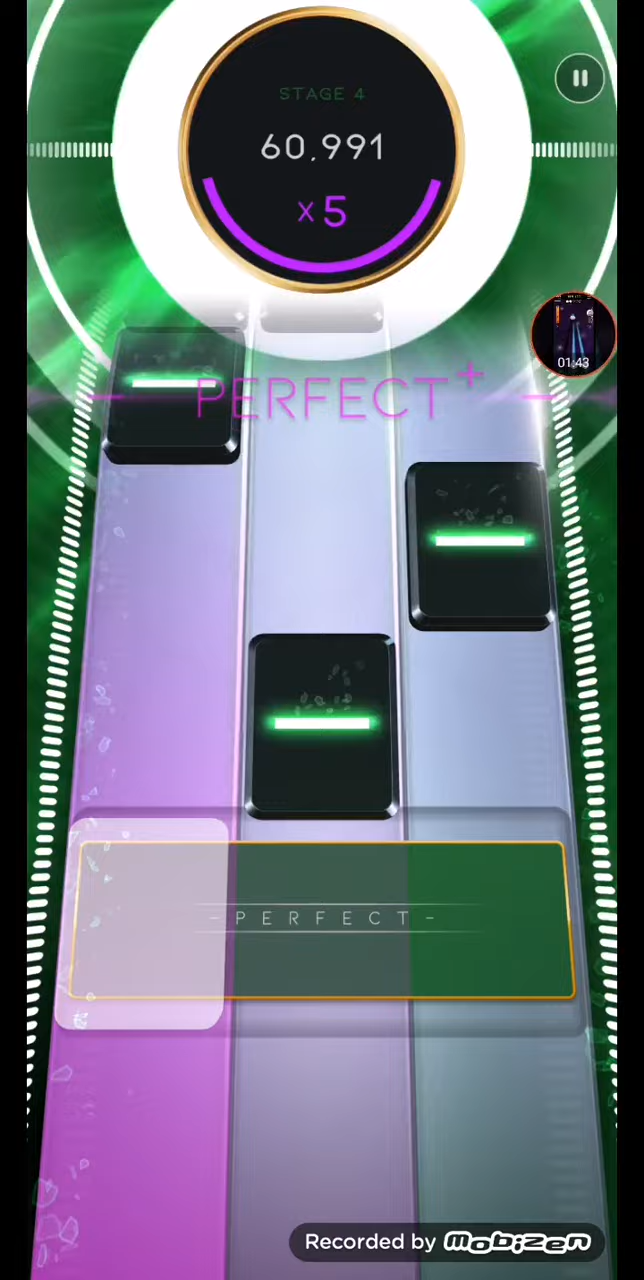 STAGE 4
60,991
x5
01:43
PERFECT+
-PERFECT-
Recorded by mobizen